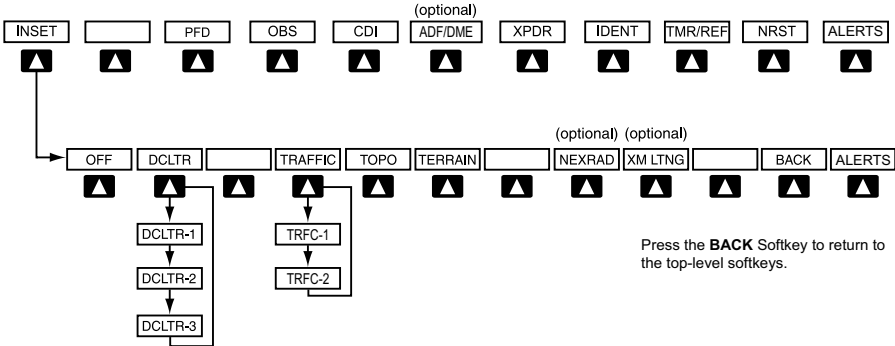 (optional)
INSET PFD OBS CDI ADF/DME XPDR IDENT TMR/REF NRST ALERTS
(optional) (optional)
OFF DCLTR TRAFFIC TOPO TERRAIN NEXRAD XM LTNG BACK ALERTS
DCLTR-1 TRFC-1
DCLTR-2 TRFC-2
DCLTR-3
Press the BACK Softkey to return to
the top-level softkeys.